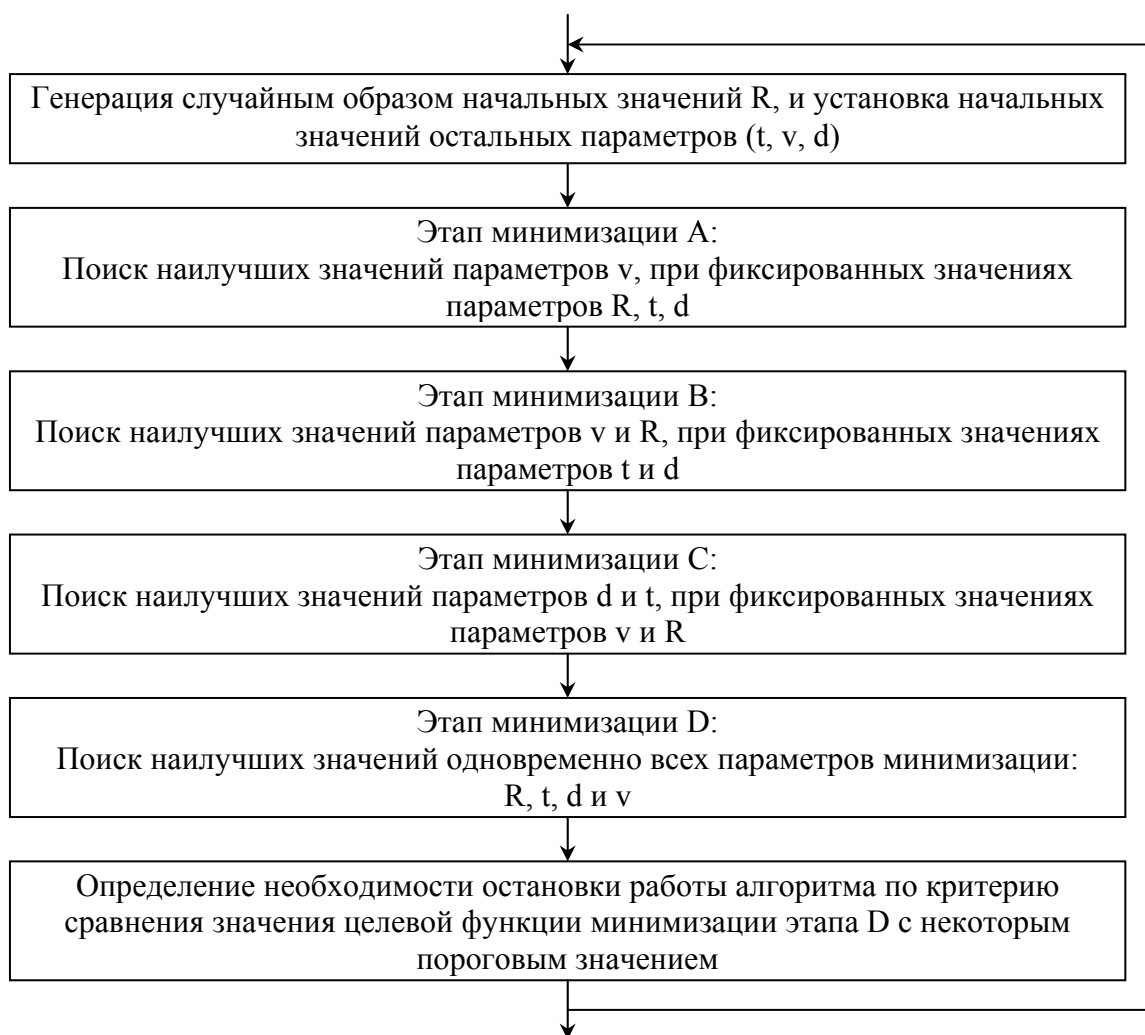 Генерация случайным образом начальных значений R, и установка начальных
значений остальных параметров (t, v, d)
Этап минимизации A:
Поиск наилучших значений параметров v, при фиксированных значениях
параметров R, t, d
Этап минимизации B:
Поиск наилучших значений параметров v и R, при фиксированных значениях
параметров t и d
Этап минимизации C:
Поиск наилучших значений параметров d и t, при фиксированных значениях
параметров v и R
Этап минимизации D:
Поиск наилучших значений одновременно всех параметров минимизации:
R, t, d и v
Определение необходимости остановки работы алгоритма по критерию
сравнения значения целевой функции минимизации этапа D с некоторым
пороговым значением